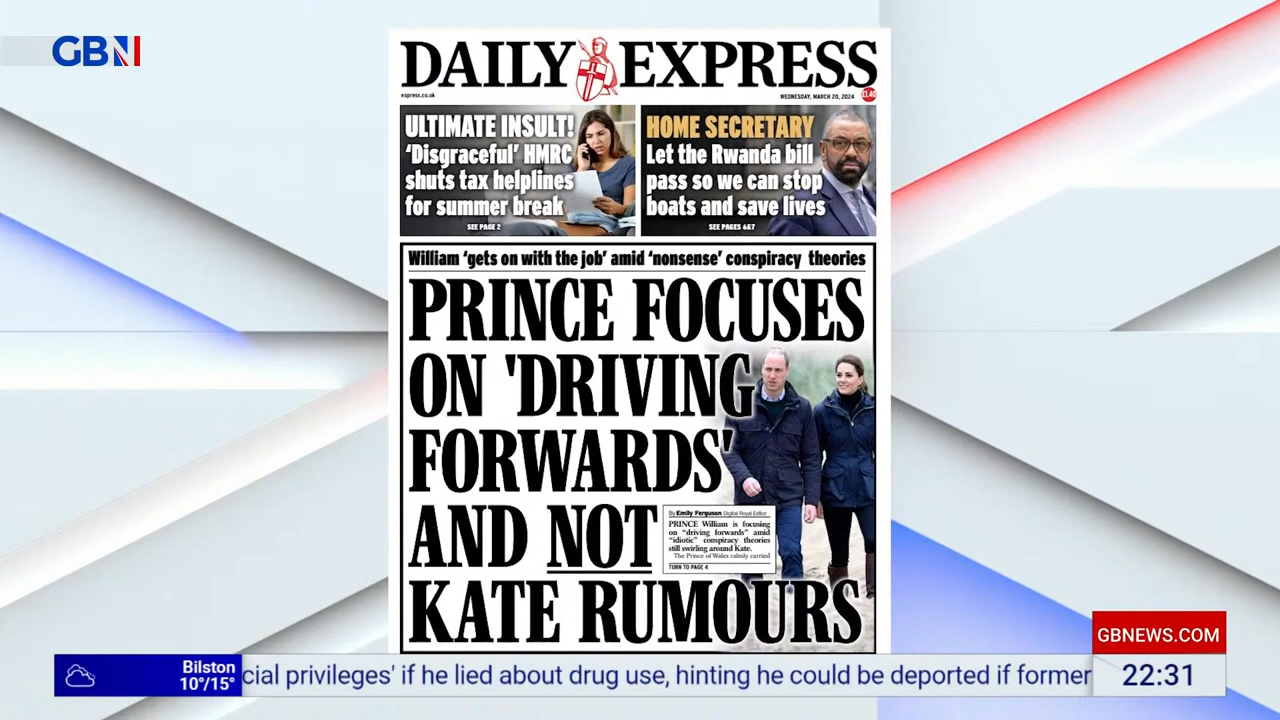 GBN
DAILY EXPRESS
express.co.uk
WEDNESDAY, MARCH 20, 2024
£1.40
ULTIMATE INSULT!
'Disgraceful' HMRC
shuts tax helplines
for summer break
SEE PAGE 2
HOME SECRETARY
Let the Rwanda bill
pass so we can stop
boats and save lives
SEE PAGES 6&7
William 'gets on with the job' amid 'nonsense' conspiracy theories
PRINCE FOCUSES
ON 'DRIVING
FORWARDS'
AND NOT
KATE RUMOURS
By Emily Ferguson Digital Royal Editor
PRINCE William is focusing
on "driving forwards" amid
"idiotic" conspiracy theories
still swirling around Kate.
The Prince of Wales calmly carried
TURN TO PAGE 4
GBNEWS.COM
Bilston
10°/15°
cial privileges' if he lied about drug use, hinting he could be deported if former
22:31